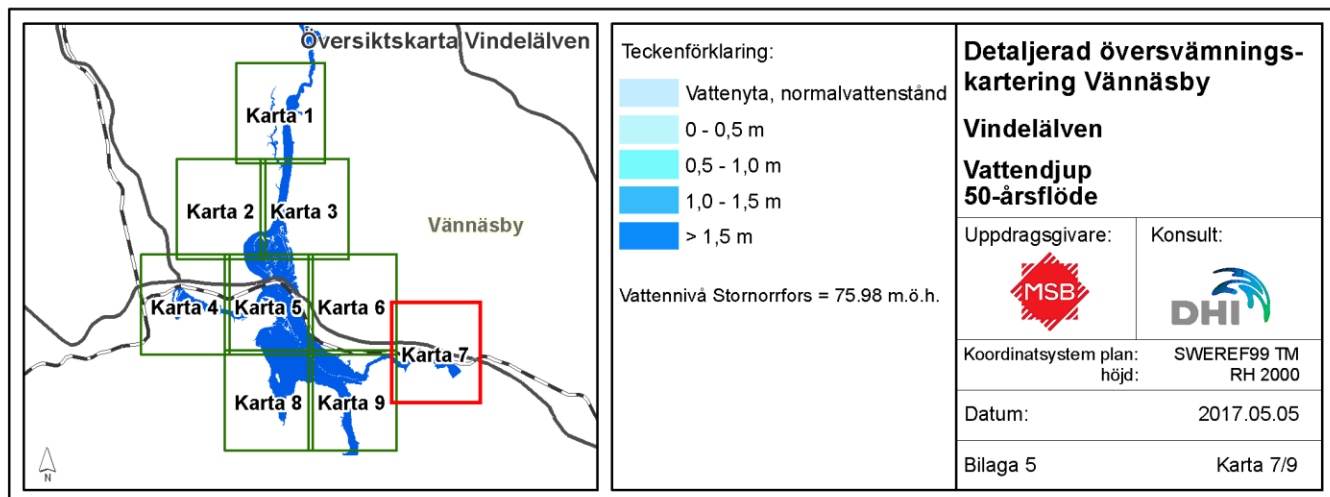 Översiktskarta Vindelälven
Karta 1
Karta 2
Karta 3
Vännäsby
Karta 4
Karta 5
Karta 6
Karta 7
Karta 8
Karta 9
N
Teckenförklaring:
Vattenyta, normalvattenstånd
0 - 0,5 m
0,5 - 1,0 m
1,0 - 1,5 m
> 1,5 m
Vattennivå Stornorrfors = 75.98 m.ö.h.
Detaljerad översvämnings-
kartering Vännäsby
Vindelälven
Vattendjup
50-årsflöde
Uppdragsgivare:
MSB
Konsult:
DHI
Koordinatsystem plan: SWEREF99 TM
höjd: RH 2000
Datum: 2017.05.05
Bilaga 5 Karta 7/9